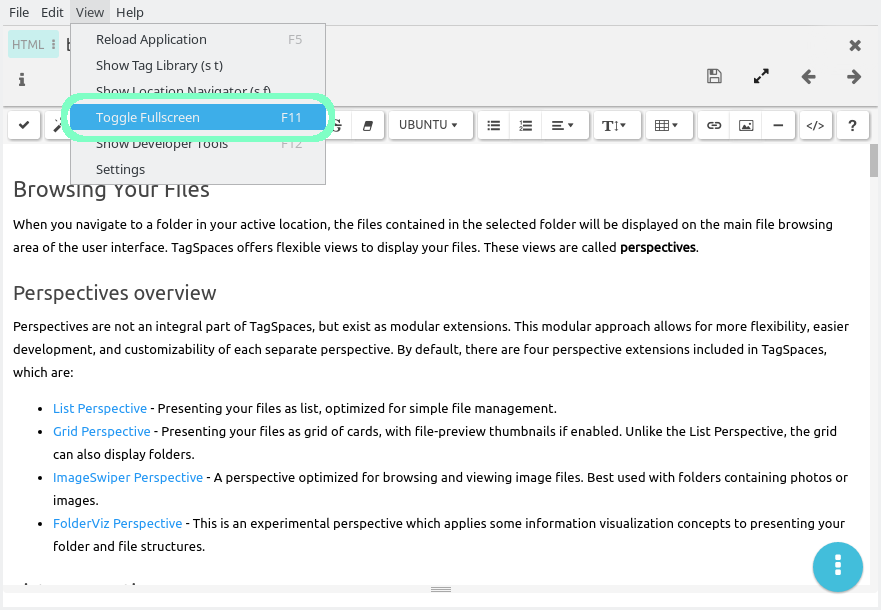 File Edit View Help
HTML
Reload Application F5
Show Tag Library (s t)
Show Location Navigator (s f)
Toggle Fullscreen F11
Show Developer Tools F12
Settings
UBUNTU
T
</>
?
Browsing Your Files
When you navigate to a folder in your active location, the files contained in the selected folder will be displayed on the main file browsing
area of the user interface. TagSpaces offers flexible views to display your files. These views are called perspectives.
Perspectives overview
Perspectives are not an integral part of TagSpaces, but exist as modular extensions. This modular approach allows for more flexibility, easier
development, and customizability of each separate perspective. By default, there are four perspective extensions included in TagSpaces,
which are:
• List Perspective - Presenting your files as list, optimized for simple file management.
• Grid Perspective - Presenting your files as grid of cards, with file-preview thumbnails if enabled. Unlike the List Perspective, the grid
can also display folders.
• ImageSwiper Perspective - A perspective optimized for browsing and viewing image files. Best used with folders containing photos or
images.
• FolderViz Perspective - This is an experimental perspective which applies some information visualization concepts to presenting your
folder and file structures.